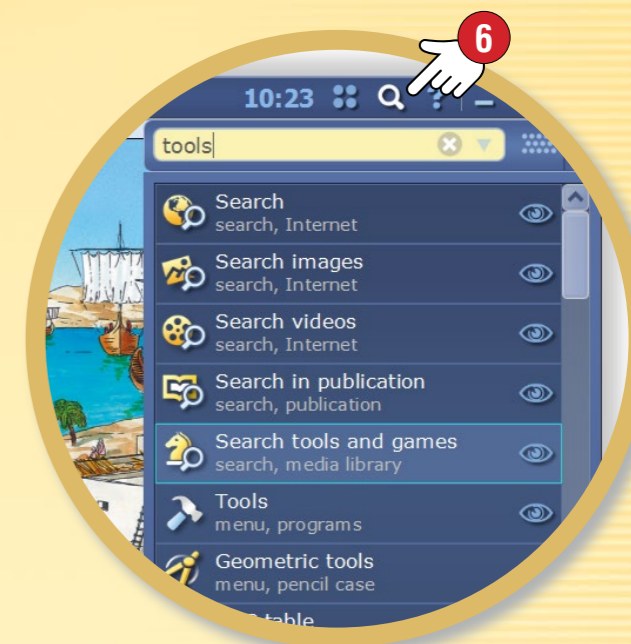 6
10:23 ?
tools
Search
search, Internet
Search images
search, Internet
Search videos
search, Internet
Search in publication
search, publication
Search tools and games
search, media library
Tools
menu, programs
Geometric tools
menu, pencil case
table